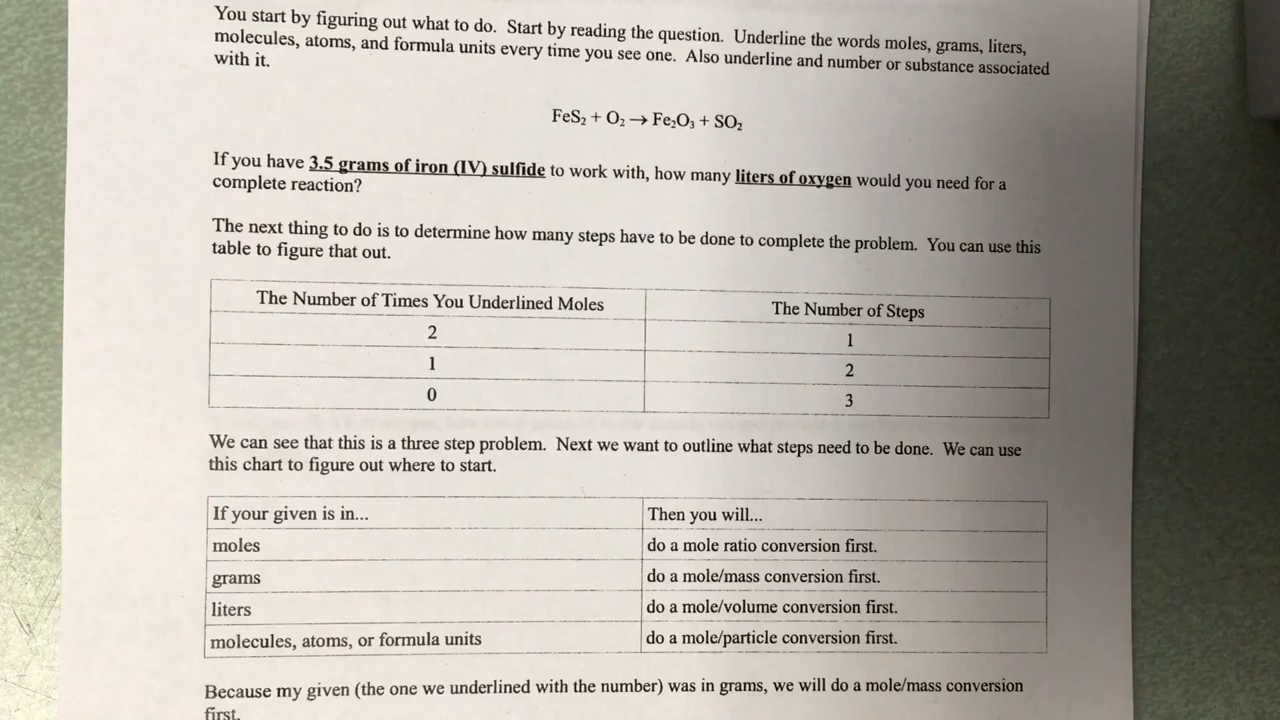 You start by figuring out what to do. Start by reading the question. Underline the words moles, grams, liters,
molecules, atoms, and formula units every time you see one. Also underline and number or substance associated
with it.
FeS₂ + O₂ → Fe₂O₃ + SO₂
If you have 3.5 grams of iron (IV) sulfide to work with, how many liters of oxygen would you need for a
complete reaction?
The next thing to do is to determine how many steps have to be done to complete the problem. You can use this
table to figure that out.
The Number of Times You Underlined Moles The Number of Steps
2 1
1 2
0 3
We can see that this is a three step problem. Next we want to outline what steps need to be done. We can use
this chart to figure out where to start.
If your given is in... Then you will...
moles do a mole ratio conversion first.
grams do a mole/mass conversion first.
liters do a mole/volume conversion first.
molecules, atoms, or formula units do a mole/particle conversion first.
Because my given (the one we underlined with the number) was in grams, we will do a mole/mass conversion
first.